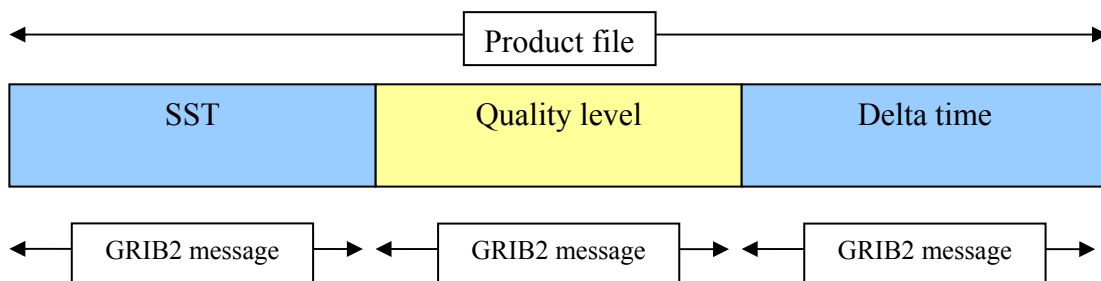 Product file
SST Quality level Delta time
GRIB2 message GRIB2 message GRIB2 message